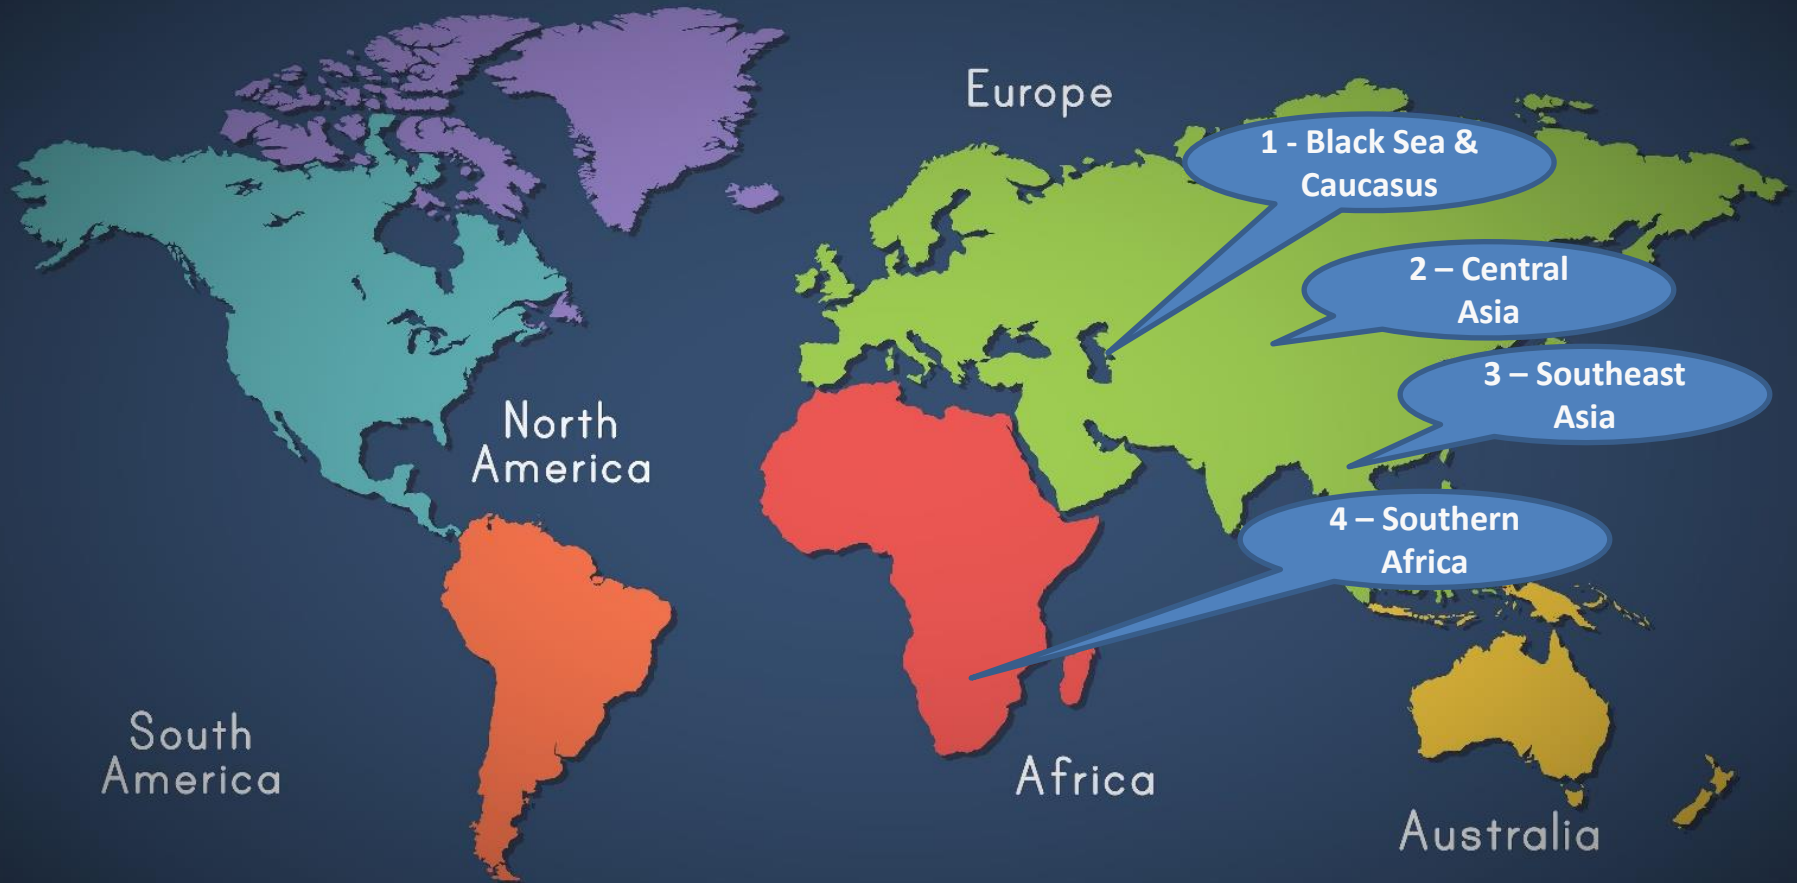 Europe
1 - Black Sea &
Caucasus
2 – Central
Asia
3 – Southeast
Asia
North
America
4 – Southern
Africa
South
America
Africa
Australia